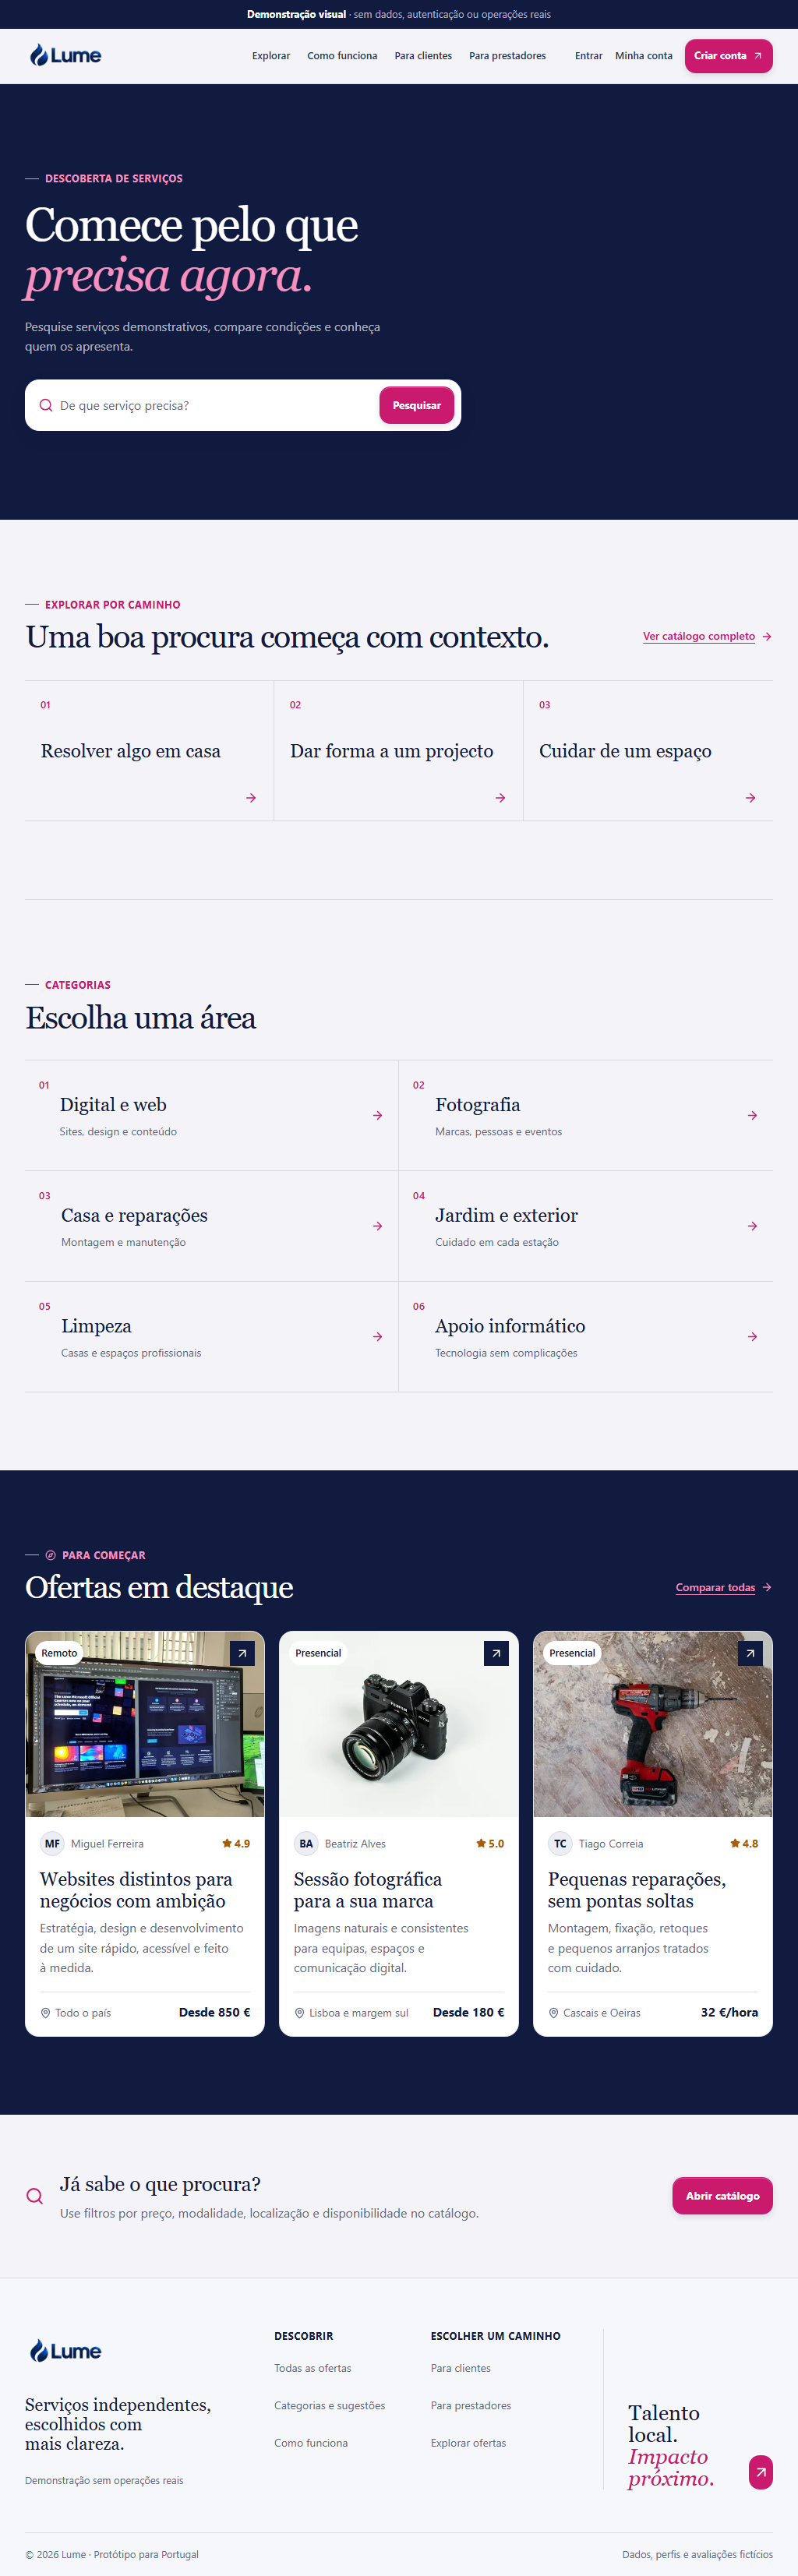 Demonstração visual · sem dados, autenticação ou operações reais
Lume
Explorar
Como funciona
Para clientes
Para prestadores
Entrar
Minha conta
Criar conta
DESCOBERTA DE SERVIÇOS
Comece pelo que
precisa agora.
Pesquise serviços demonstrativos, compare condições e conheça
quem os apresenta.
De que serviço precisa?
Pesquisar
EXPLORAR POR CAMINHO
Uma boa procura começa com contexto.
Ver catálogo completo
01
Resolver algo em casa
02
Dar forma a um projecto
03
Cuidar de um espaço
CATEGORIAS
Escolha uma área
01
Digital e web
Sites, design e conteúdo
02
Fotografia
Marcas, pessoas e eventos
03
Casa e reparações
Montagem e manutenção
04
Jardim e exterior
Cuidado em cada estação
05
Limpeza
Casas e espaços profissionais
06
Apoio informático
Tecnologia sem complicações
PARA COMEÇAR
Ofertas em destaque
Comparar todas
Remoto
MF
Miguel Ferreira
4.9
Websites distintos para
negócios com ambição
Estratégia, design e desenvolvimento
de um site rápido, acessível e feito
à medida.
Todo o país
Desde 850 €
Presencial
BA
Beatriz Alves
5.0
Sessão fotográfica
para a sua marca
Imagens naturais e consistentes
para equipas, espaços e
comunicação digital.
Lisboa e margem sul
Desde 180 €
Presencial
TC
Tiago Correia
4.8
Pequenas reparações,
sem pontas soltas
Montagem, fixação, retoques
e pequenos arranjos tratados
com cuidado.
Cascais e Oeiras
32 €/hora
Já sabe o que procura?
Use filtros por preço, modalidade, localização e disponibilidade no catálogo.
Abrir catálogo
Lume
Serviços independentes,
escolhidos com
mais clareza.
Demonstração sem operações reais
DESCOBRIR
Todas as ofertas
Categorias e sugestões
Como funciona
ESCOLHER UM CAMINHO
Para clientes
Para prestadores
Explorar ofertas
Talento
local.
Impacto
próximo.
© 2026 Lume · Protótipo para Portugal
Dados, perfis e avaliações fictícios